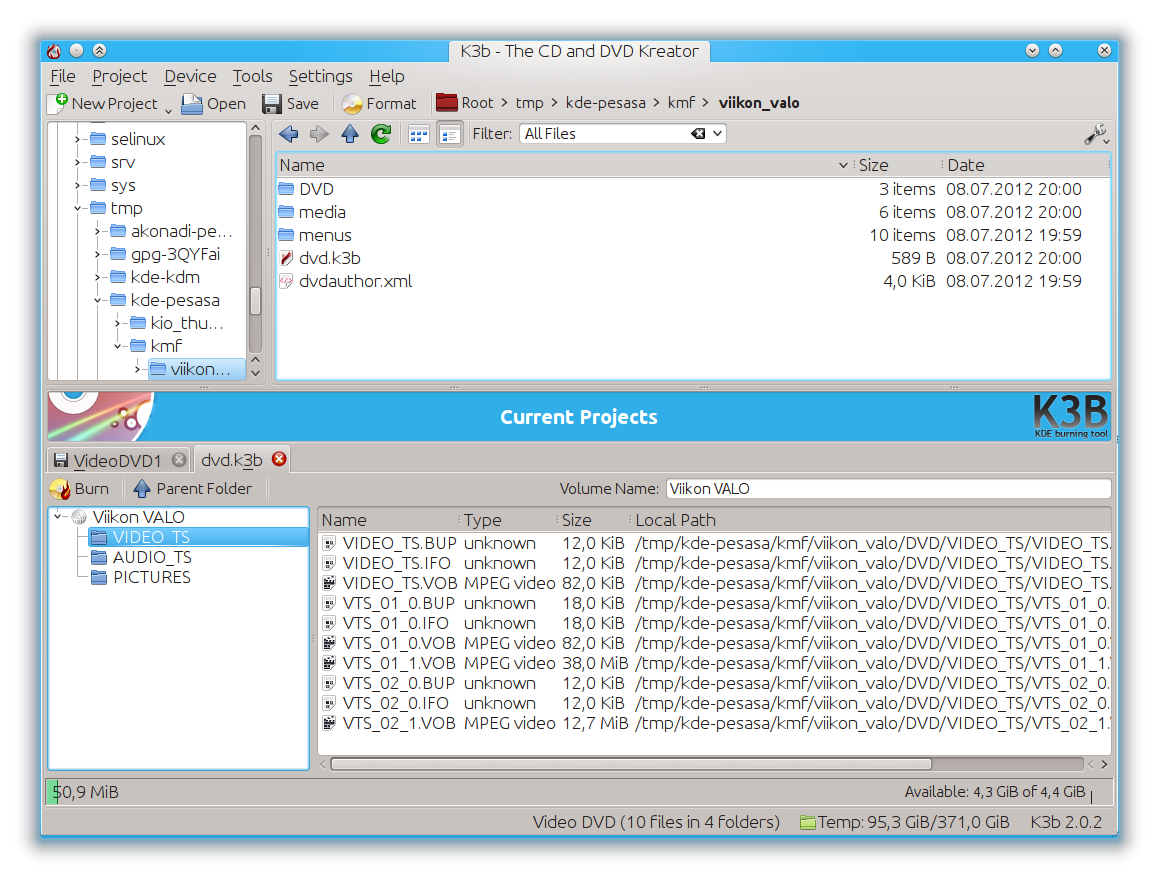 K3b - The CD and DVD Kreator
File Project Device Tools Settings Help
New Project Open Save Format Root > tmp > kde-pesasa > kmf > viikon_valo
Filter: All Files
selinux
srv
sys
tmp
akonadi-pe...
gpg-3QYFai
kde-kdm
kde-pesasa
kio_thu...
kmf
viikon...
Name Size Date
DVD 3 items 08.07.2012 20:00
media 6 items 08.07.2012 20:00
menus 10 items 08.07.2012 19:59
dvd.k3b 589 B 08.07.2012 20:00
dvdauthor.xml 4,0 KiB 08.07.2012 19:59
Current Projects
K3B
KDE burning tool
VideoDVD1 dvd.k3b
Burn Parent Folder Volume Name: Viikon VALO
Viikon VALO
VIDEO_TS
AUDIO_TS
PICTURES
Name Type Size Local Path
VIDEO_TS.BUP unknown 12,0 KiB /tmp/kde-pesasa/kmf/viikon_valo/DVD/VIDEO_TS/VIDEO_TS.
VIDEO_TS.IFO unknown 12,0 KiB /tmp/kde-pesasa/kmf/viikon_valo/DVD/VIDEO_TS/VIDEO_TS.
VIDEO_TS.VOB MPEG video 82,0 KiB /tmp/kde-pesasa/kmf/viikon_valo/DVD/VIDEO_TS/VIDEO_TS.
VTS_01_0.BUP unknown 18,0 KiB /tmp/kde-pesasa/kmf/viikon_valo/DVD/VIDEO_TS/VTS_01_0.
VTS_01_0.IFO unknown 18,0 KiB /tmp/kde-pesasa/kmf/viikon_valo/DVD/VIDEO_TS/VTS_01_0.
VTS_01_0.VOB MPEG video 82,0 KiB /tmp/kde-pesasa/kmf/viikon_valo/DVD/VIDEO_TS/VTS_01_0.
VTS_01_1.VOB MPEG video 38,0 MiB /tmp/kde-pesasa/kmf/viikon_valo/DVD/VIDEO_TS/VTS_01_1.
VTS_02_0.BUP unknown 12,0 KiB /tmp/kde-pesasa/kmf/viikon_valo/DVD/VIDEO_TS/VTS_02_0.
VTS_02_0.IFO unknown 12,0 KiB /tmp/kde-pesasa/kmf/viikon_valo/DVD/VIDEO_TS/VTS_02_0.
VTS_02_1.VOB MPEG video 12,7 MiB /tmp/kde-pesasa/kmf/viikon_valo/DVD/VIDEO_TS/VTS_02_1.
50,9 MiB Available: 4,3 GiB of 4,4 GiB
Video DVD (10 files in 4 folders) Temp: 95,3 GiB/371,0 GiB K3b 2.0.2